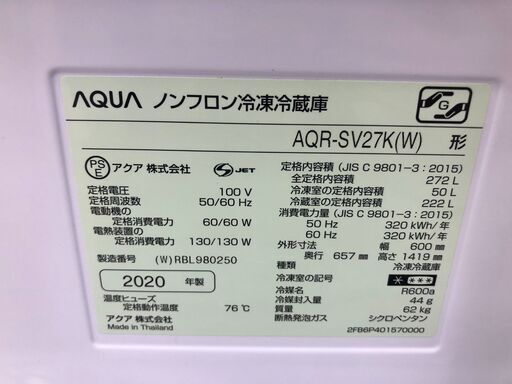 AQUA ノンフロン冷凍冷蔵庫
G
AQR-SV27K(W) 形
PS E アクア 株式会社 S JET
定格電圧 100 V
定格周波数 50/60 Hz
電動機の
定格消費電力 60/60 W
電熱装置の
定格消費電力 130/130 W
製造番号 (W)RBL980250
2020 年製
温度ヒューズ
定格動作温度 76℃
アクア 株式会社
Made in Thailand
定格内容積 (JIS C 9801-3:2015)
全定格内容積 272 L
冷凍室の定格内容積 50 L
冷蔵室の定格内容積 222 L
消費電力量 (JIS C 9801-3:2015)
50 Hz 320 kWh/年
60 Hz 320 kWh/年
外形寸法 幅 600 mm
奥行 657 mm 高さ 1419 mm
種類 冷凍冷蔵庫
冷凍室の記号 ****
冷媒名 R600a
冷媒封入量 44 g
質量 62 kg
断熱発泡ガス シクロペンタン
2FB6P401570000